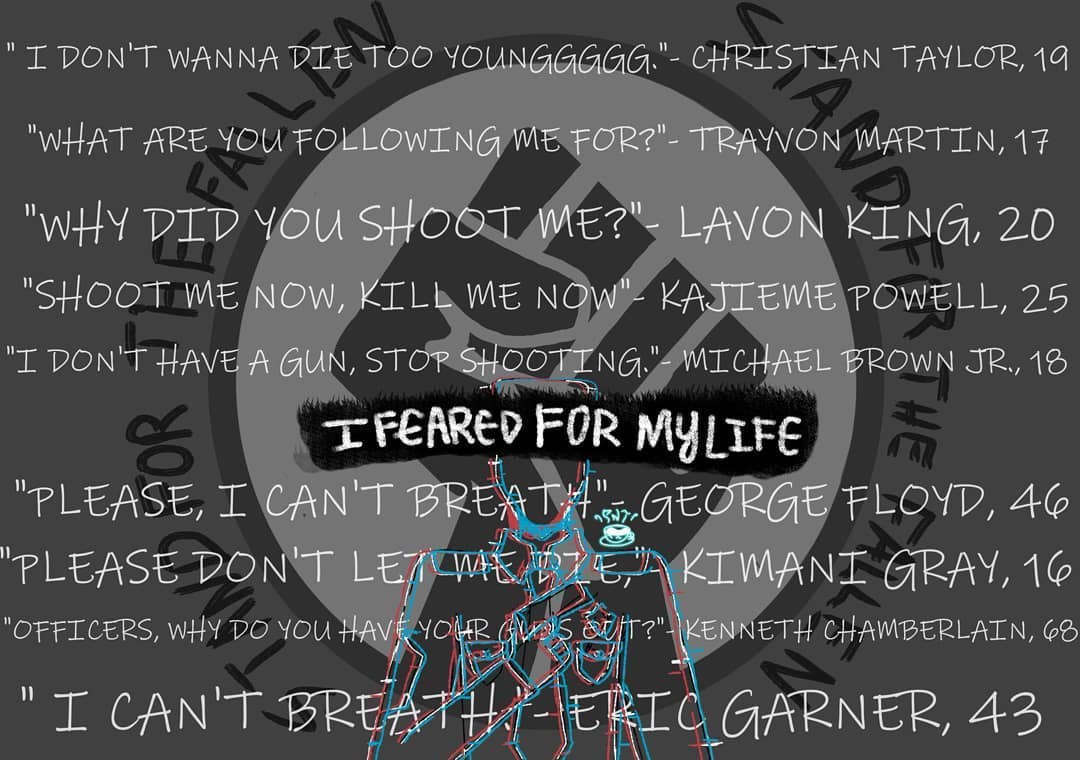 " I DON'T WANNA DIE TOO YOUNGGGGG."- CHRISTIAN TAYLOR, 19
"WHAT ARE YOU FOLLOWING ME FOR?"- TRAYVON MARTIN, 17
"WHY DID YOU SHOOT ME?"- LAVON KING, 20
"SHOOT ME NOW, KILL ME NOW"- KAJIEME POWELL, 25
"I DON'T HAVE A GUN, STOP SHOOTING."- MICHAEL BROWN JR., 18
I FEARED FOR MY LIFE
"PLEASE, I CAN'T BREATH"- GEORGE FLOYD, 46
"PLEASE DON'T LET ME DIE,"- KIMANI GRAY, 16
"OFFICERS, WHY DO YOU HAVE YOUR GUNS OUT?"- KENNETH CHAMBERLAIN, 68
" I CAN'T BREATH."- ERIC GARNER, 43
FOR THE FALLEN
STAND FOR THE FALLEN